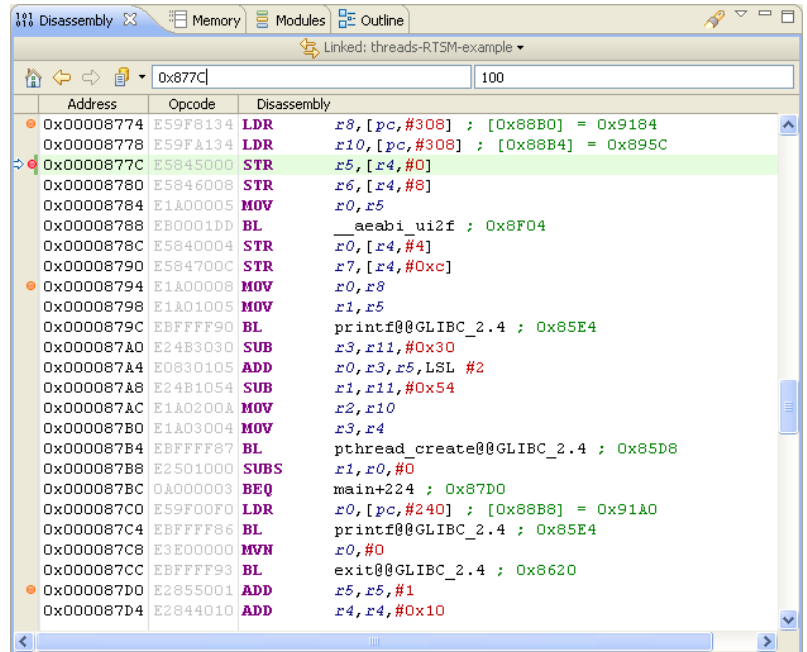 Disassembly Memory Modules Outline
Linked: threads-RTSM-example
0x877C 100
Address Opcode Disassembly
0x00008774 E59F8134 LDR r8,[pc,#308] ; [0x88B0] = 0x9184
0x00008778 E59FA134 LDR r10,[pc,#308] ; [0x88B4] = 0x895C
0x0000877C E5845000 STR r5,[r4,#0]
0x00008780 E5846008 STR r6,[r4,#8]
0x00008784 E1A00005 MOV r0,r5
0x00008788 EB0001DD BL __aeabi_ui2f ; 0x8F04
0x0000878C E5840004 STR r0,[r4,#4]
0x00008790 E584700C STR r7,[r4,#0xc]
0x00008794 E1A00008 MOV r0,r8
0x00008798 E1A01005 MOV r1,r5
0x0000879C EBFFFF90 BL printf@@GLIBC_2.4 ; 0x85E4
0x000087A0 E24B3030 SUB r3,r11,#0x30
0x000087A4 E0830105 ADD r0,r3,r5,LSL #2
0x000087A8 E24B1054 SUB r1,r11,#0x54
0x000087AC E1A0200A MOV r2,r10
0x000087B0 E1A03004 MOV r3,r4
0x000087B4 EBFFFF87 BL pthread_create@@GLIBC_2.4 ; 0x85D8
0x000087B8 E2501000 SUBS r1,r0,#0
0x000087BC 0A000003 BEQ main+224 ; 0x87D0
0x000087C0 E59F00F0 LDR r0,[pc,#240] ; [0x88B8] = 0x91A0
0x000087C4 EBFFFF86 BL printf@@GLIBC_2.4 ; 0x85E4
0x000087C8 E3E00000 MVN r0,#0
0x000087CC EBFFFF93 BL exit@@GLIBC_2.4 ; 0x8620
0x000087D0 E2855001 ADD r5,r5,#1
0x000087D4 E2844010 ADD r4,r4,#0x10